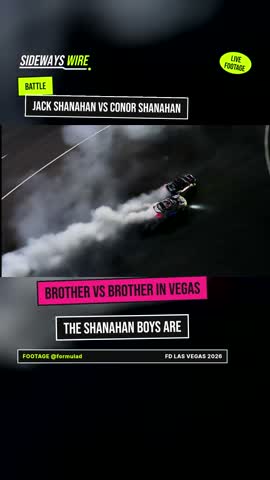 SIDEWAYS WIRE.
LIVE
FOOTAGE
BATTLE
JACK SHANAHAN VS CONOR SHANAHAN
BROTHER VS BROTHER IN VEGAS
THE SHANAHAN BOYS ARE
FOOTAGE @formulad
FD LAS VEGAS 2026